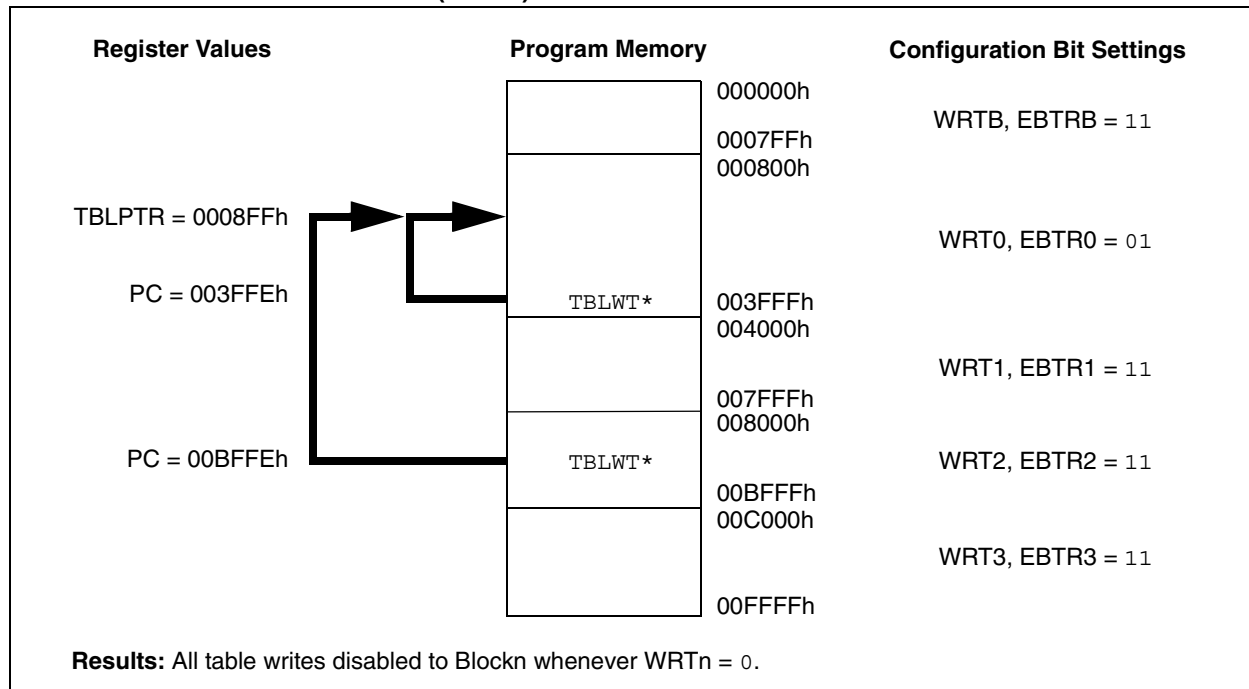 Register Values Program Memory Configuration Bit Settings
000000h
WRTB, EBTRB = 11
0007FFh
000800h
TBLPTR = 0008FFh
WRT0, EBTR0 = 01
PC = 003FFEh TBLWT* 003FFFh
004000h
WRT1, EBTR1 = 11
007FFFh
008000h
PC = 00BFFEh TBLWT* WRT2, EBTR2 = 11
00BFFFh
00C000h
WRT3, EBTR3 = 11
00FFFFh
Results: All table writes disabled to Blockn whenever WRTn = 0.